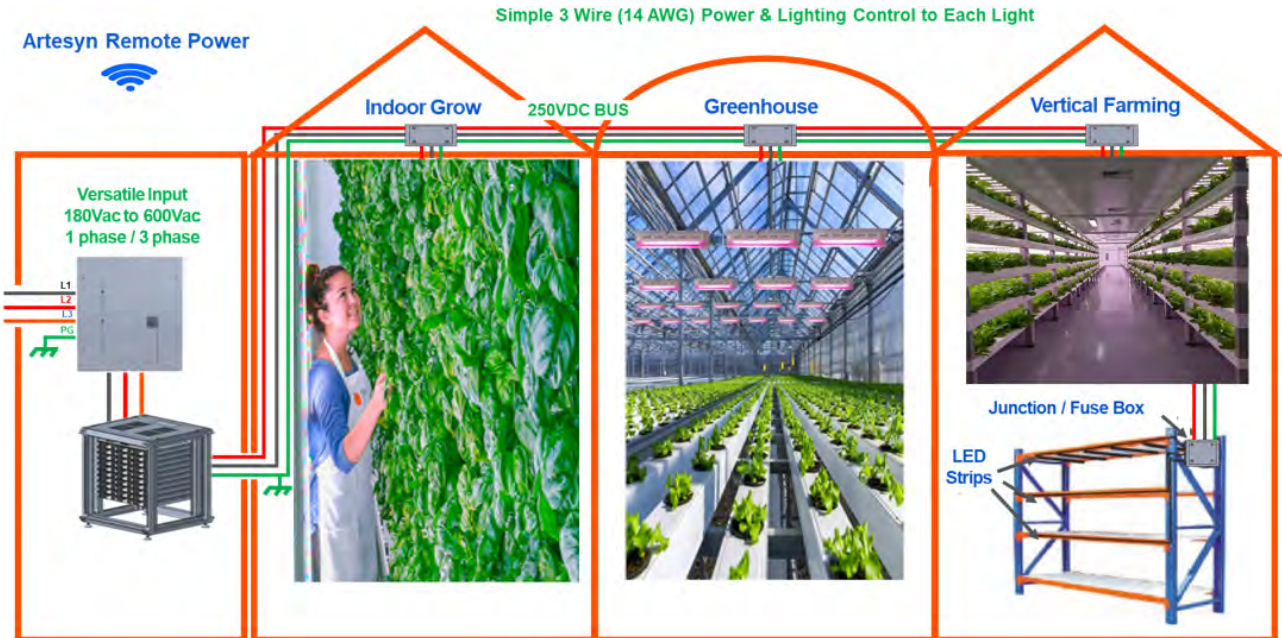 Simple 3 Wire (14 AWG) Power & Lighting Control to Each Light
Artesyn Remote Power
Indoor Grow
250VDC BUS
Greenhouse
Vertical Farming
Versatile Input
180Vac to 600Vac
1 phase / 3 phase
L1
L2
L3
PG
Junction / Fuse Box
LED
Strips